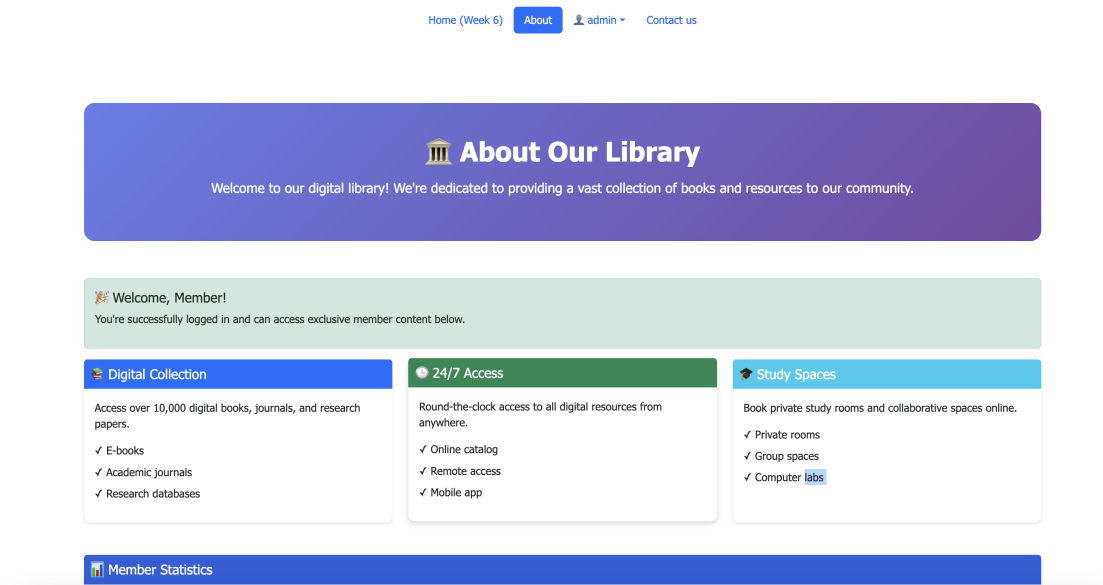 Home (Week 6) About 👤 admin Contact us
🏛️ About Our Library
Welcome to our digital library! We're dedicated to providing a vast collection of books and resources to our community.
🎉 Welcome, Member!
You're successfully logged in and can access exclusive member content below.
📚 Digital Collection
Access over 10,000 digital books, journals, and research
papers.
✓ E-books
✓ Academic journals
✓ Research databases
🕒 24/7 Access
Round-the-clock access to all digital resources from
anywhere.
✓ Online catalog
✓ Remote access
✓ Mobile app
🎓 Study Spaces
Book private study rooms and collaborative spaces online.
✓ Private rooms
✓ Group spaces
✓ Computer labs
📊 Member Statistics